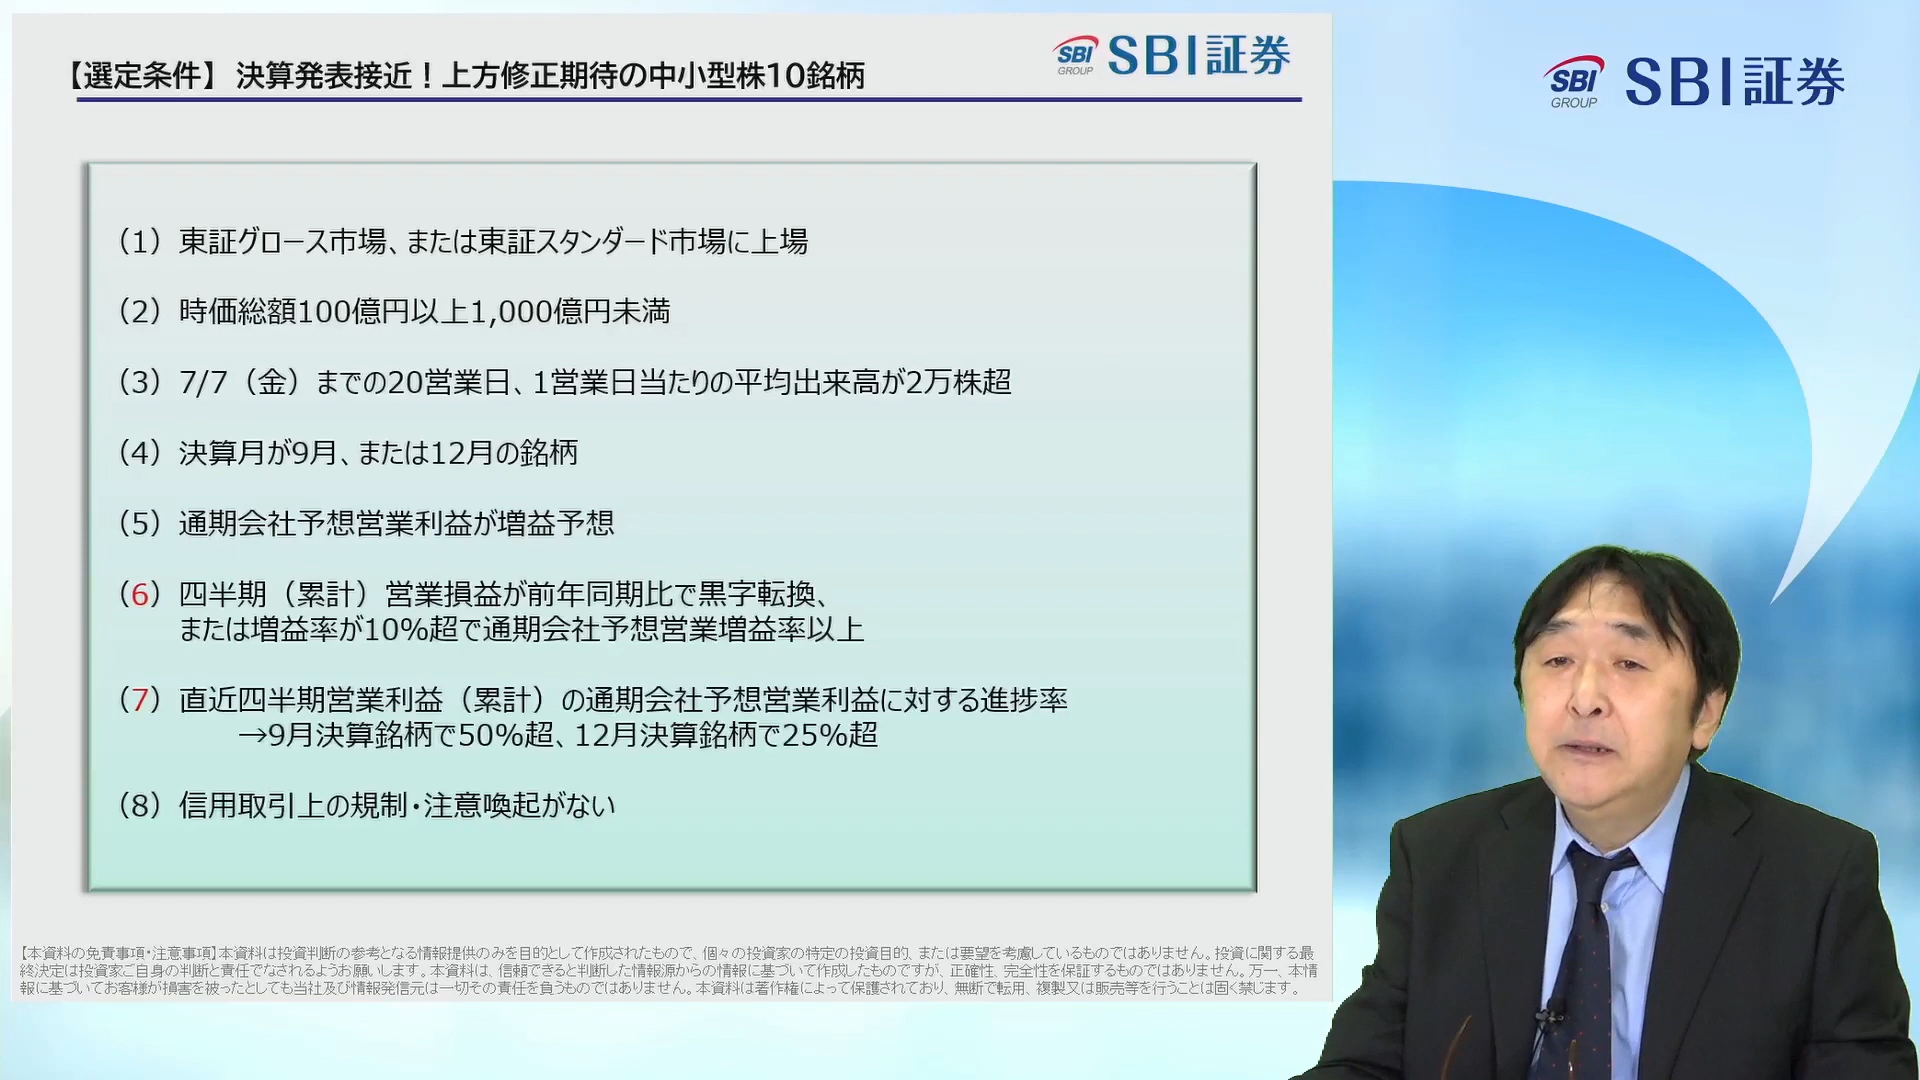 【選定条件】 決算発表接近！上方修正期待の中小型株10銘柄
SBI GROUP SBI証券
SBI GROUP SBI証券
（1）東証グロース市場、または東証スタンダード市場に上場
（2）時価総額100億円以上1,000億円未満
（3）7/7（金）までの20営業日、1営業日当たりの平均出来高が2万株超
（4）決算月が9月、または12月の銘柄
（5）通期会社予想営業利益が増益予想
（6）四半期（累計）営業損益が前年同期比で黒字転換、
または増益率が10%超で通期会社予想営業増益率以上
（7）直近四半期営業利益（累計）の通期会社予想営業利益に対する進捗率
→9月決算銘柄で50%超、12月決算銘柄で25%超
（8）信用取引上の規制・注意喚起がない
【本資料の免責事項・注意事項】本資料は投資判断の参考となる情報提供のみを目的として作成されたもので、個々の投資家の特定の投資目的、または要望を考慮しているものではありません。投資に関する最
終決定は投資家ご自身の判断と責任でなされるようお願いします。本資料は、信頼できると判断した情報源からの情報に基づいて作成したものですが、正確性、完全性を保証するものではありません。万一、本情
報に基づいてお客様が損害を被ったとしても当社及び情報発信元は一切その責任を負うものではありません。本資料は著作権によって保護されており、無断で転用、複製又は販売等を行うことは固く禁じます。